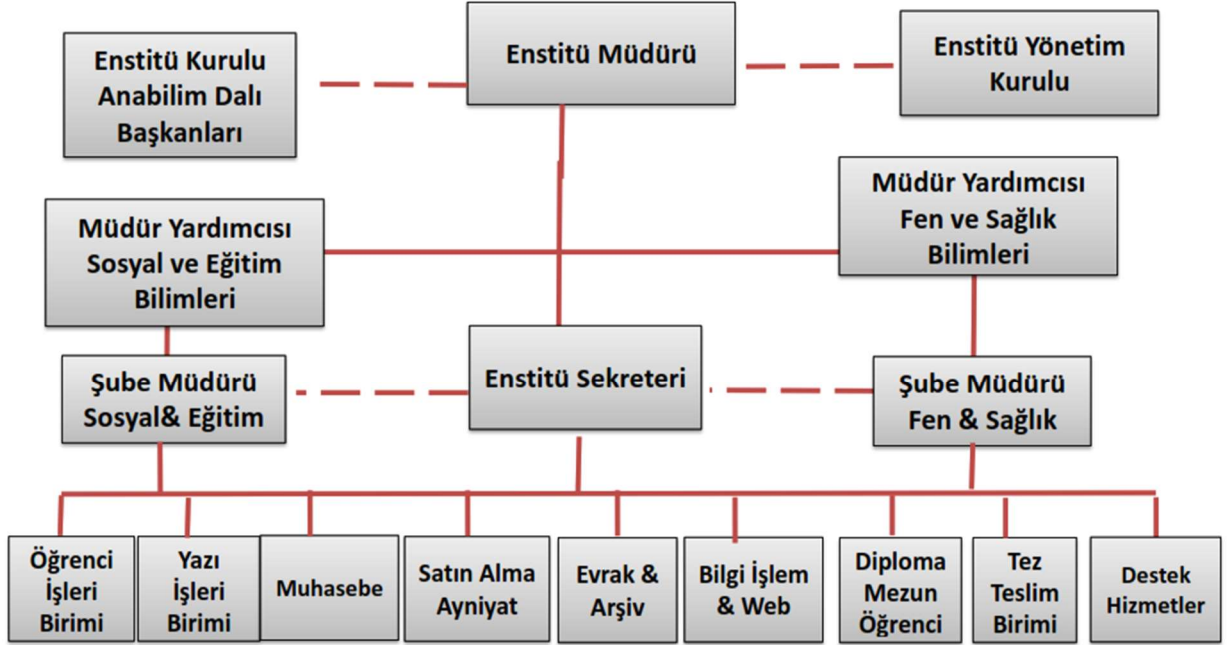 Enstitü Kurulu
Anabilim Dalı
Başkanları
Enstitü Müdürü
Enstitü Yönetim
Kurulu
Müdür Yardımcısı
Sosyal ve Eğitim
Bilimleri
Müdür Yardımcısı
Fen ve Sağlık
Bilimleri
Şube Müdürü
Sosyal& Eğitim
Enstitü Sekreteri
Şube Müdürü
Fen & Sağlık
Öğrenci
İşleri
Birimi
Yazı
İşleri
Birimi
Muhasebe
Satın Alma
Ayniyat
Evrak &
Arşiv
Bilgi İşlem
& Web
Diploma
Mezun
Öğrenci
Tez
Teslim
Birimi
Destek
Hizmetler